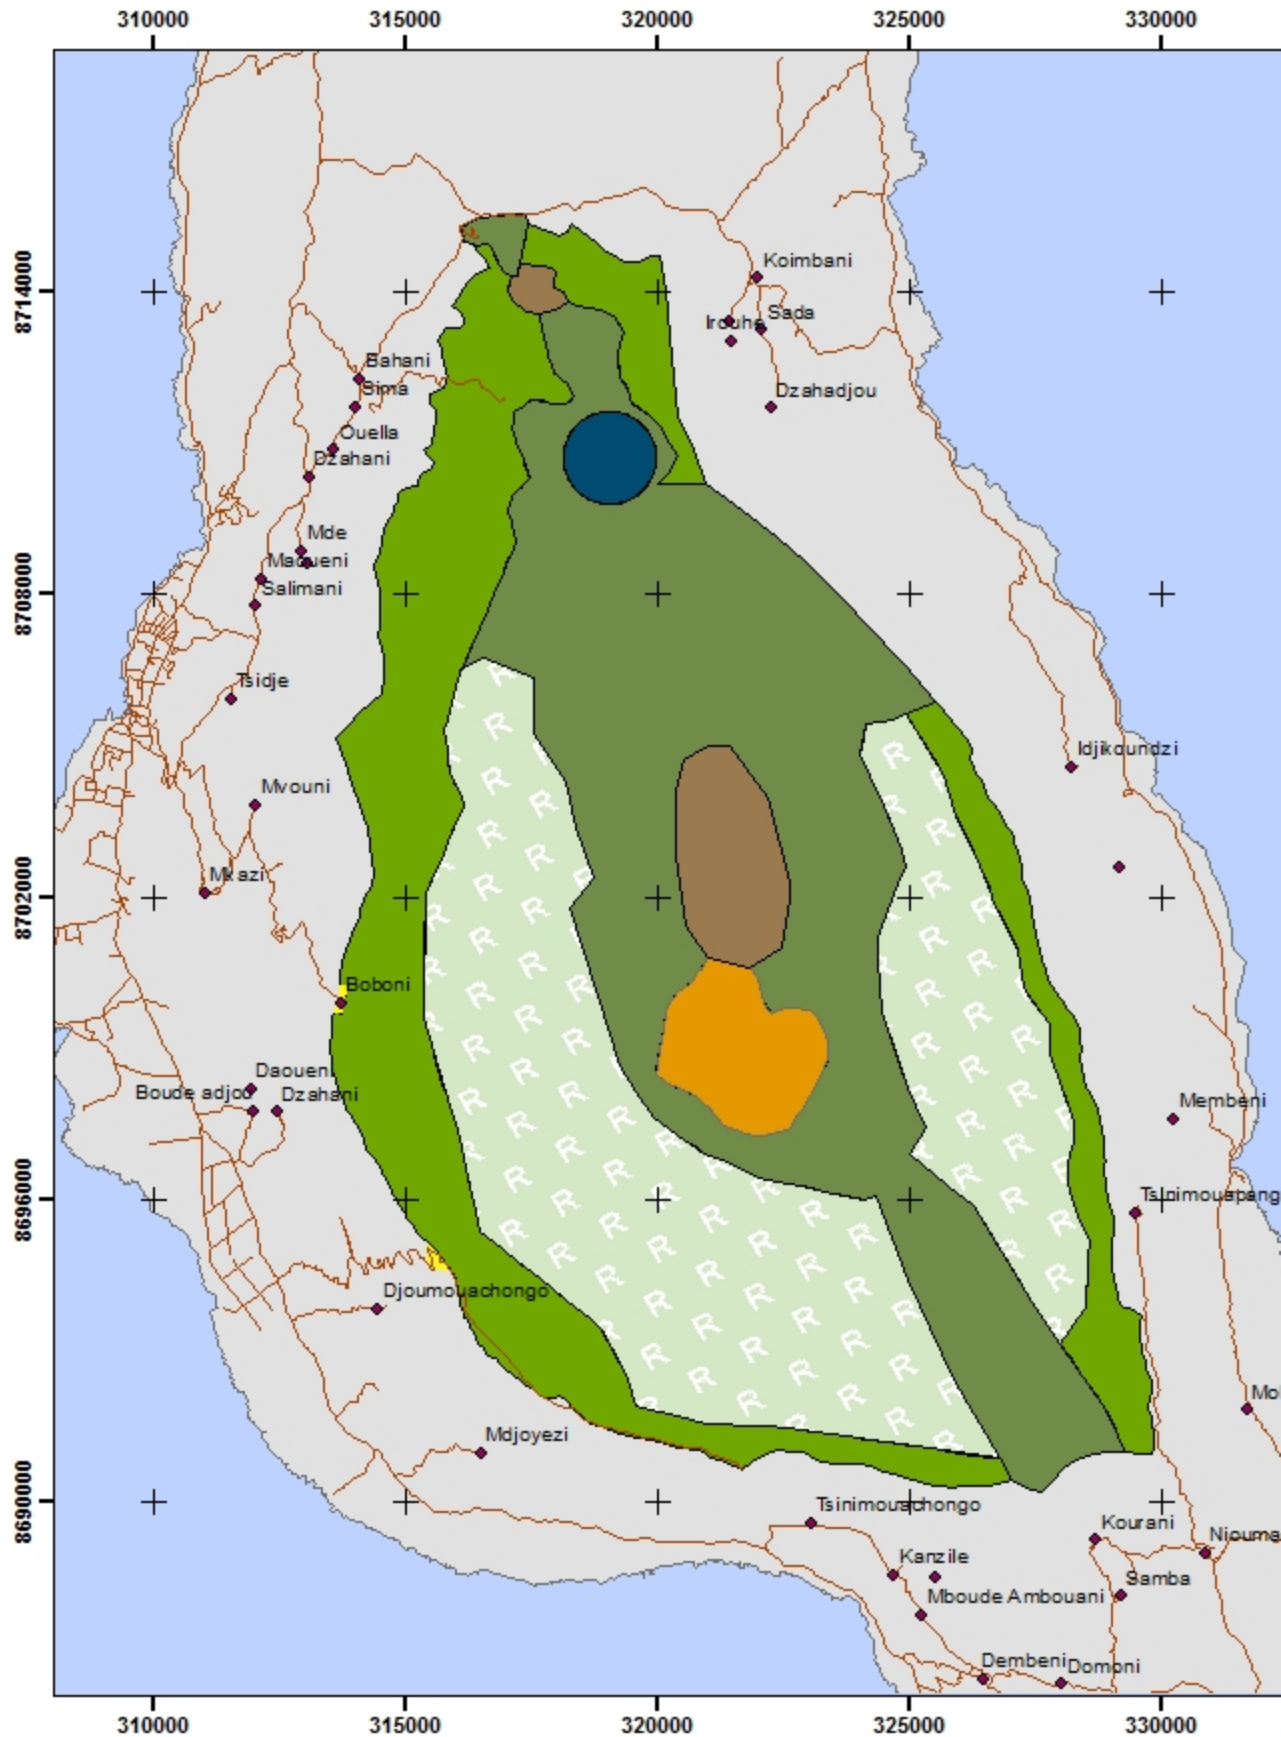 310000 315000 320000 325000 330000
8714000
8708000
8702000
8696000
8690000
Koimbani
Sada
Irouhe
Bahani
Sima
Dzahadjou
Ouella
Dzahani
Mde
Maoueni
Salimani
Tsidje
Idjikoundzi
Mvouni
Mkazi
Boboni
Daoueni
Boude adjou
Dzahani
Membeni
Tsinimouapang
Djoumouachongo
Mdjoyezi
Tsinimouachongo
Kourani
Niouma
Kanzile
Samba
Mboude Ambouani
Dembeni
Domoni
R
310000 315000 320000 325000 330000